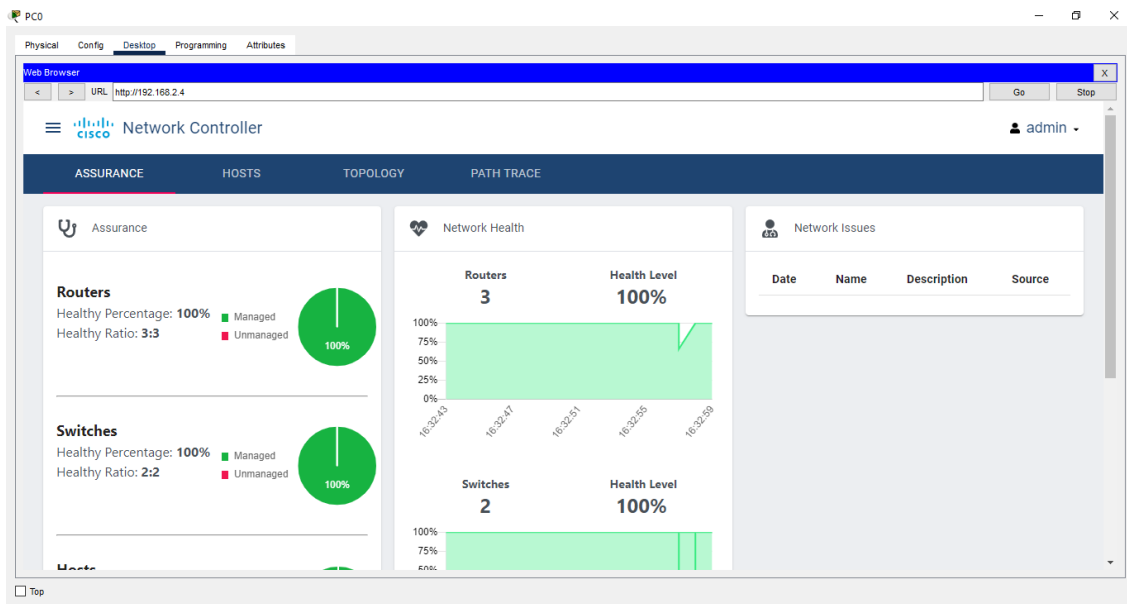 PC0
Physical Config Desktop Programming Attributes
Web Browser X
< > URL http://192.168.2.4 Go Stop
CISCO Network Controller admin
ASSURANCE HOSTS TOPOLOGY PATH TRACE
Assurance
Routers
Healthy Percentage: 100%
Healthy Ratio: 3:3
Managed
Unmanaged
100%
Switches
Healthy Percentage: 100%
Healthy Ratio: 2:2
Managed
Unmanaged
100%
Hosts
Network Health
Routers Health Level
3 100%
100%
75%
50%
25%
0%
16:32:43 16:32:47 16:32:51 16:32:55 16:32:59
Switches Health Level
2 100%
100%
75%
50%
Network Issues
Date Name Description Source
Top